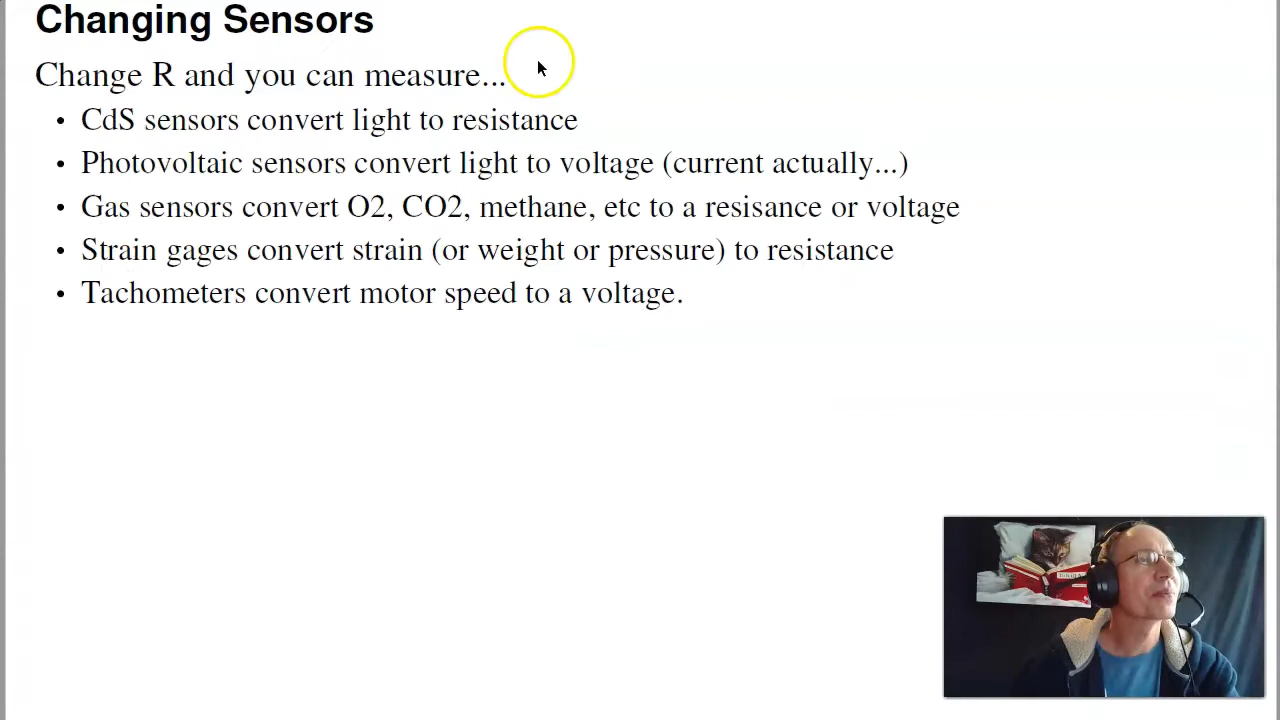 Changing Sensors
Change R and you can measure...
• CdS sensors convert light to resistance
• Photovoltaic sensors convert light to voltage (current actually...)
• Gas sensors convert O2, CO2, methane, etc to a resisance or voltage
• Strain gages convert strain (or weight or pressure) to resistance
• Tachometers convert motor speed to a voltage.